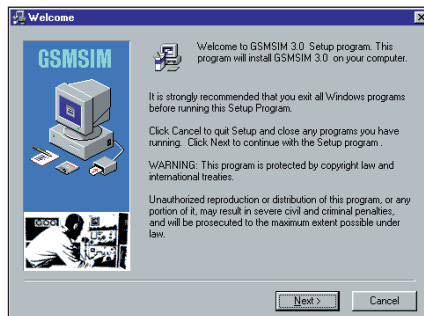 Welcome
GSMSIM
Welcome to GSMSIM 3.0 Setup program. This
program will install GSMSIM 3.0 on your computer.
It is strongly recommended that you exit all Windows programs
before running this Setup Program.
Click Cancel to quit Setup and close any programs you have
running. Click Next to continue with the Setup program .
WARNING: This program is protected by copyright law and
international treaties.
Unauthorized reproduction or distribution of this program, or any
portion of it, may result in severe civil and criminal penalties,
and will be prosecuted to the maximum extent possible under
law.
Next >
Cancel